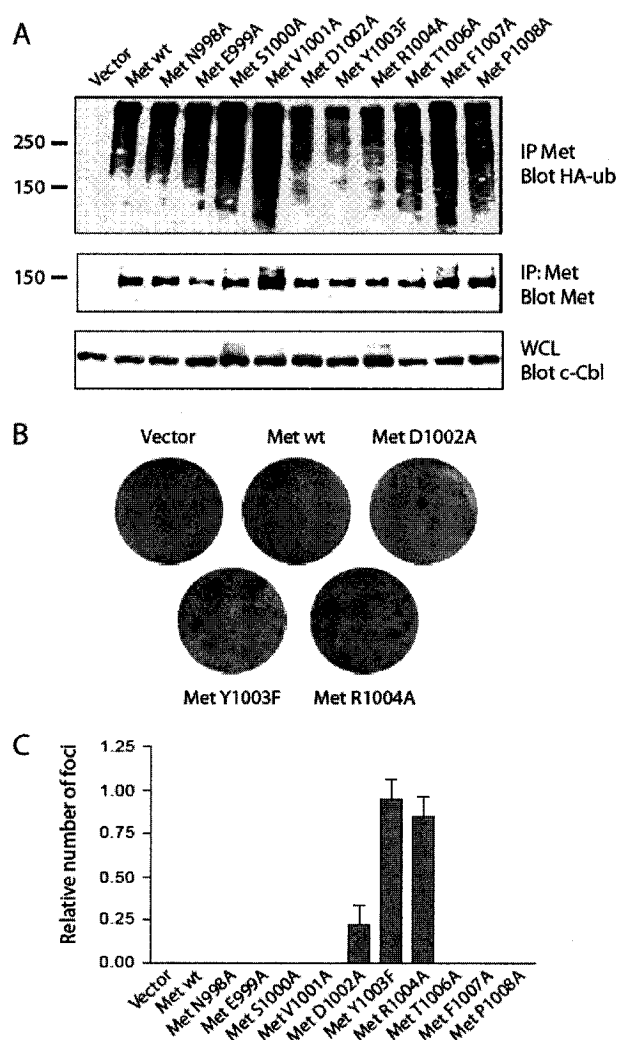 A
Vector
Met wt
Met N998A
Met E999A
Met S1000A
Met V1001A
Met D1002A
Met Y1003F
Met R1004A
Met T1006A
Met F1007A
Met P1008A
250
150
IP Met
Blot HA-ub
150
IP: Met
Blot Met
WCL
Blot c-Cbl
B
Vector
Met wt
Met D1002A
Met Y1003F
Met R1004A
C
Relative number of foci
1.25
1.00
0.75
0.50
0.25
0.00
Vector
Met wt
Met N998A
Met E999A
Met S1000A
Met V1001A
Met D1002A
Met Y1003F
Met R1004A
Met T1006A
Met F1007A
Met P1008A